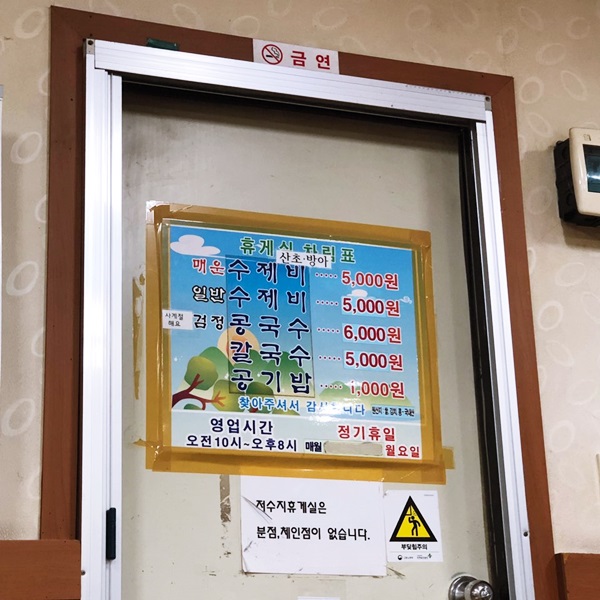 금연
휴게실 차림표
산초·방아
매운 수제비 ····· 5,000원
일반 수제비 ····· 5,000원
사계절
해요
검정 콩국수 ····· 6,000원
칼국수 ····· 5,000원
공기밥 ····· 1,000원
찾아주셔서 감사합니다
영업시간
정기휴일
오전10시~오후8시 매월
월요일
저수지휴게실은
분점,체인점이 없습니다.
부딪힘주의